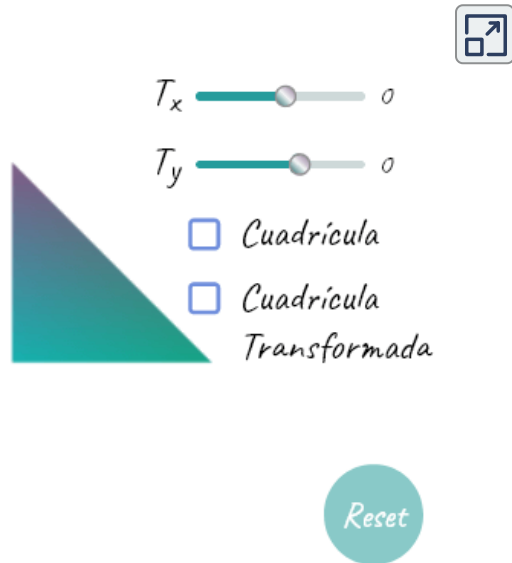 Tx 0
Ty 0
Cuadrícula
Cuadrícula
Transformada
Reset